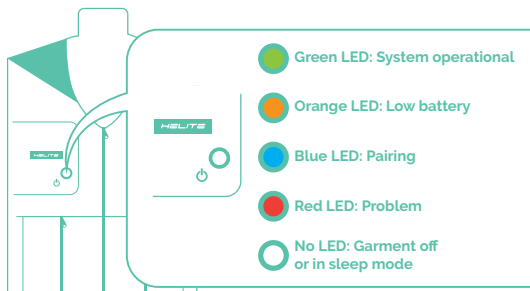 Green LED: System operational
Orange LED: Low battery
HELITE
Blue LED: Pairing
HELITE
Red LED: Problem
No LED: Garment off
or in sleep mode